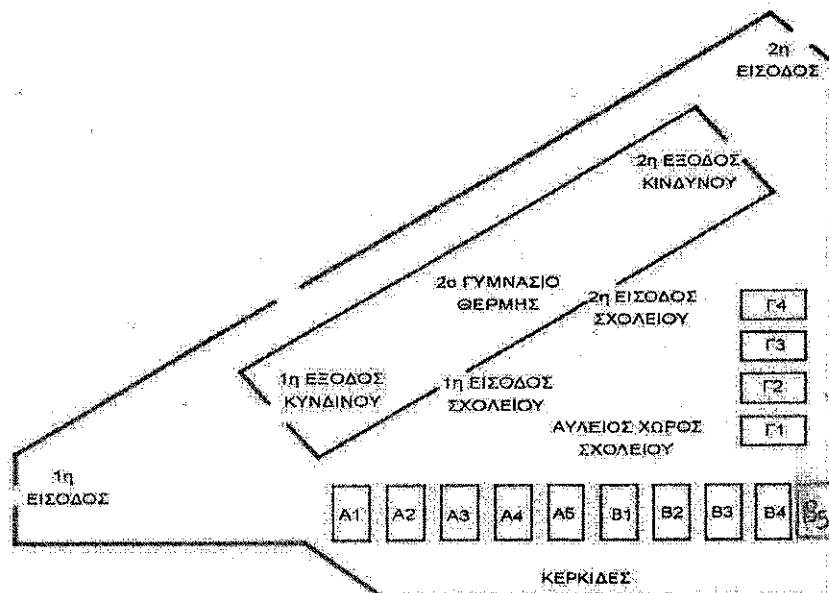 2η
ΕΙΣΟΔΟΣ
2η ΕΞΟΔΟΣ
ΚΙΝΔΥΝΟΥ
2ο ΓΥΜΝΑΣΙΟ
ΘΕΡΜΗΣ
2η ΕΙΣΟΔΟΣ
ΣΧΟΛΕΙΟΥ
Γ4
Γ3
Γ2
Γ1
1η ΕΞΟΔΟΣ
ΚΥΝΔΙΝΟΥ
1η ΕΙΣΟΔΟΣ
ΣΧΟΛΕΙΟΥ
ΑΥΛΕΙΟΣ ΧΩΡΟΣ
ΣΧΟΛΕΙΟΥ
1η
ΕΙΣΟΔΟΣ
Α1 Α2 Α3 Α4 Α5 Β1 Β2 Β3 Β4 Β5
ΚΕΡΚΙΔΕΣ